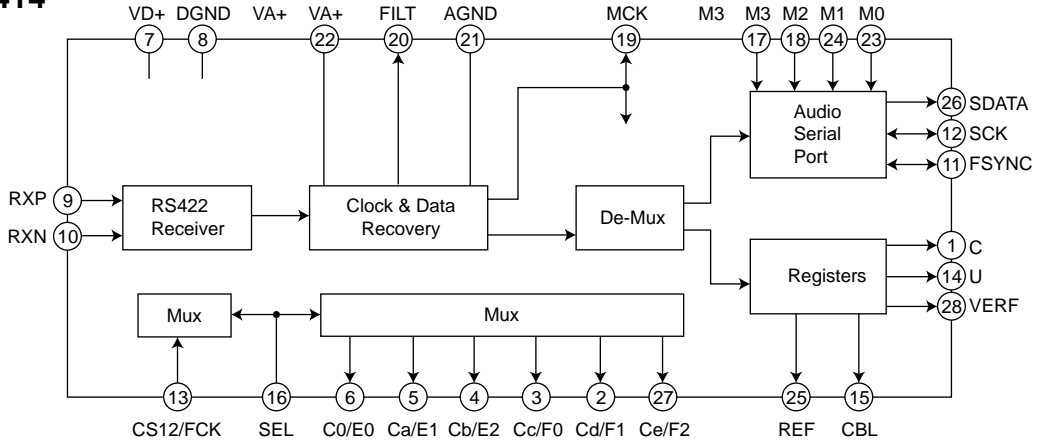 VD+ DGND VA+ VA+ FILT AGND MCK M3 M3 M2 M1 M0
7 8 22 20 21 19 17 18 24 23
Audio
Serial
Port
26 SDATA
12 SCK
11 FSYNC
RXP 9
RXN 10
RS422
Receiver
Clock & Data
Recovery
De-Mux
Registers
1 C
14 U
28 VERF
Mux
Mux
13 16 6 5 4 3 2 27 25 15
CS12/FCK SEL C0/E0 Ca/E1 Cb/E2 Cc/F0 Cd/F1 Ce/F2 REF CBL